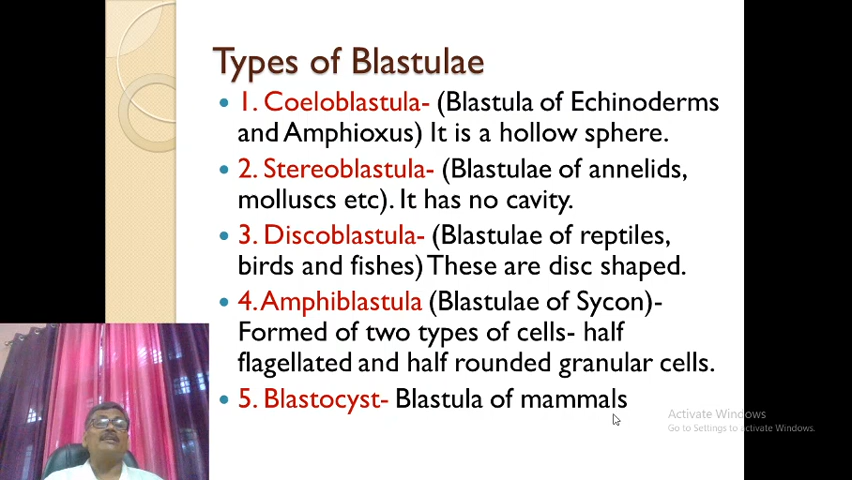 Types of Blastulae
1. Coeloblastula- (Blastula of Echinoderms
and Amphioxus) It is a hollow sphere.
2. Stereoblastula- (Blastulae of annelids,
molluscs etc). It has no cavity.
3. Discoblastula- (Blastulae of reptiles,
birds and fishes) These are disc shaped.
4. Amphiblastula (Blastulae of Sycon)-
Formed of two types of cells- half
flagellated and half rounded granular cells.
5. Blastocyst- Blastula of mammals
Activate Windows
Go to Settings to activate Windows.